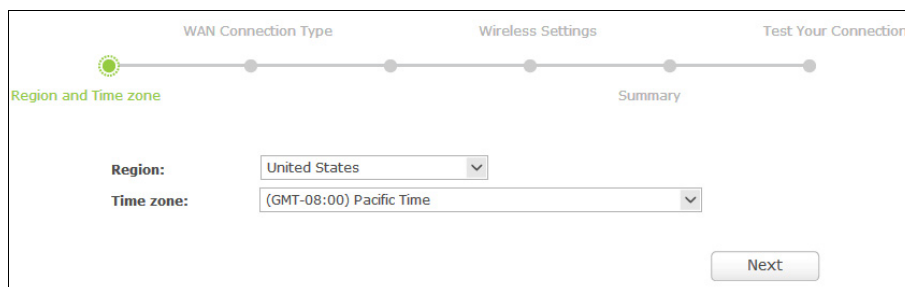 WAN Connection Type Wireless Settings Test Your Connection
Region and Time zone Summary
Region: United States
Time zone: (GMT-08:00) Pacific Time
Next